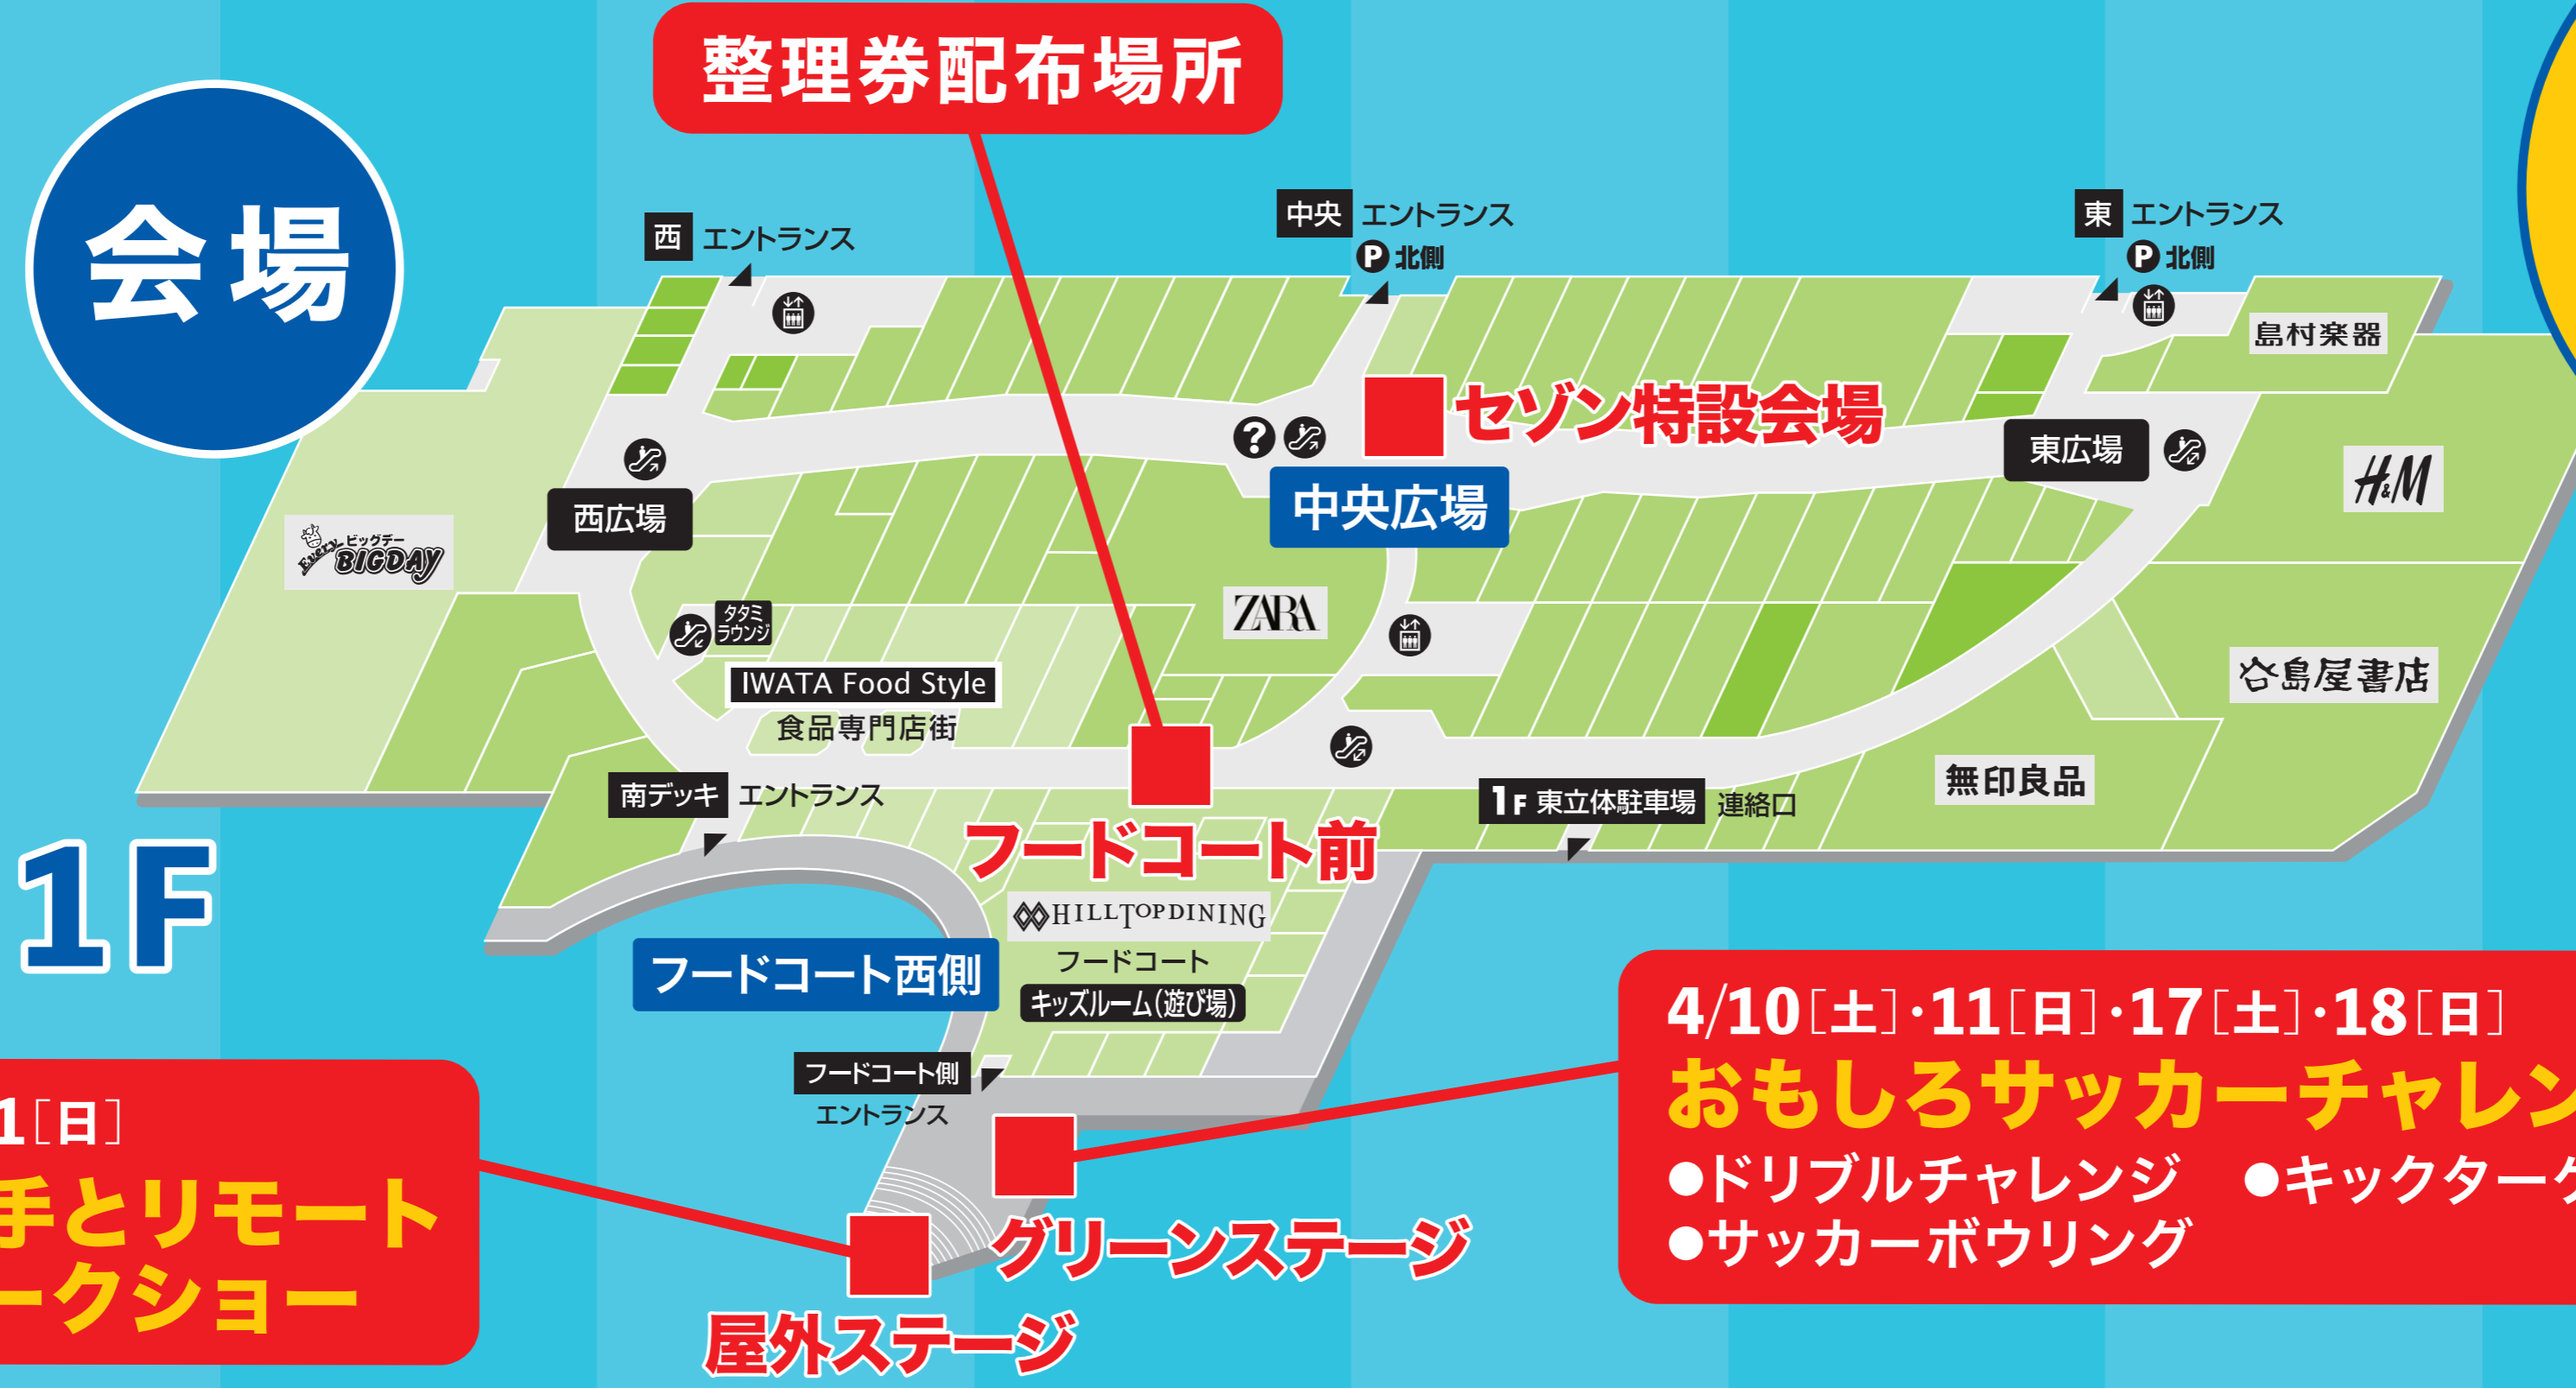 整理券配布場所
会場
西 エントランス
中央 エントランス
P 北側
東 エントランス
P 北側
島村楽器
セゾン特設会場
?
東広場
H&M
中央広場
西広場
Every ビッグデー
BIGDAY
ZARA
タタミ
ラウンジ
IWATA Food Style
食品専門店街
谷島屋書店
無印良品
南デッキ エントランス
1F 東立体駐車場 連絡口
フードコート前
1F
HILLTOPDINING
フードコート
キッズルーム(遊び場)
フードコート西側
フードコート側
エントランス
4/10[土]・11[日]・17[土]・18[日]
おもしろサッカーチャレン
●ドリブルチャレンジ ●キックターゲ
●サッカーボウリング
1[日]
手とリモート
ークショー
グリーンステージ
屋外ステージ